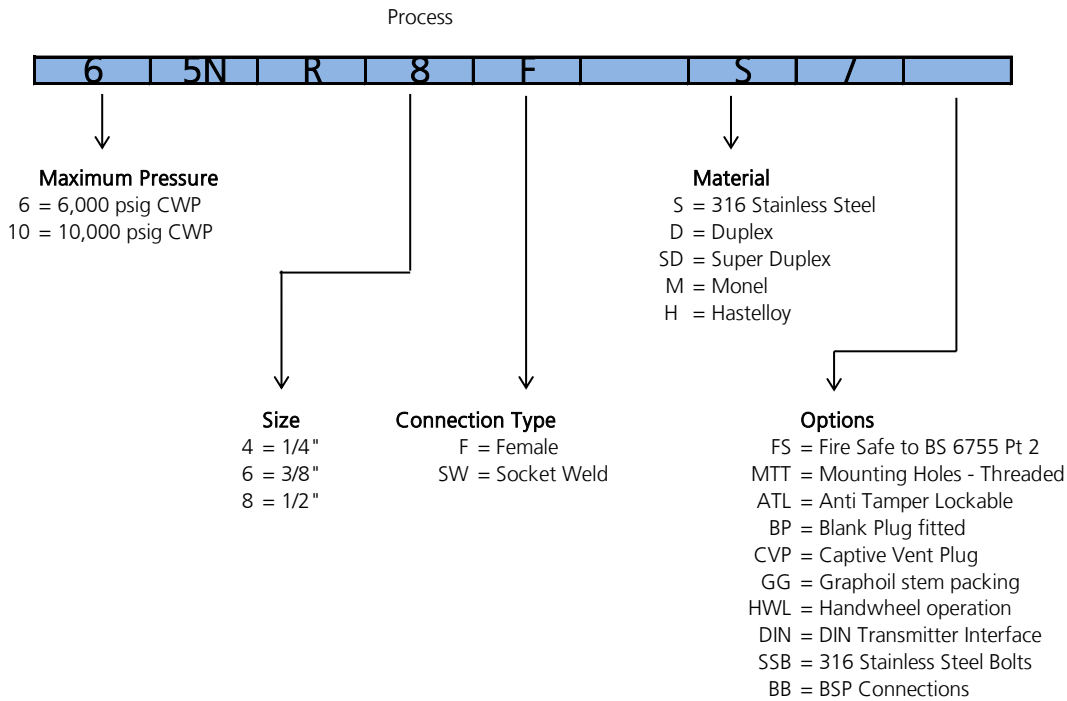 Process
6 5N R 8 F S /
Maximum Pressure
6 = 6,000 psig CWP
10 = 10,000 psig CWP
Material
S = 316 Stainless Steel
D = Duplex
SD = Super Duplex
M = Monel
H = Hastelloy
Size
4 = 1/4"
6 = 3/8"
8 = 1/2"
Connection Type
F = Female
SW = Socket Weld
Options
FS = Fire Safe to BS 6755 Pt 2
MTT = Mounting Holes - Threaded
ATL = Anti Tamper Lockable
BP = Blank Plug fitted
CVP = Captive Vent Plug
GG = Graphoil stem packing
HWL = Handwheel operation
DIN = DIN Transmitter Interface
SSB = 316 Stainless Steel Bolts
BB = BSP Connections